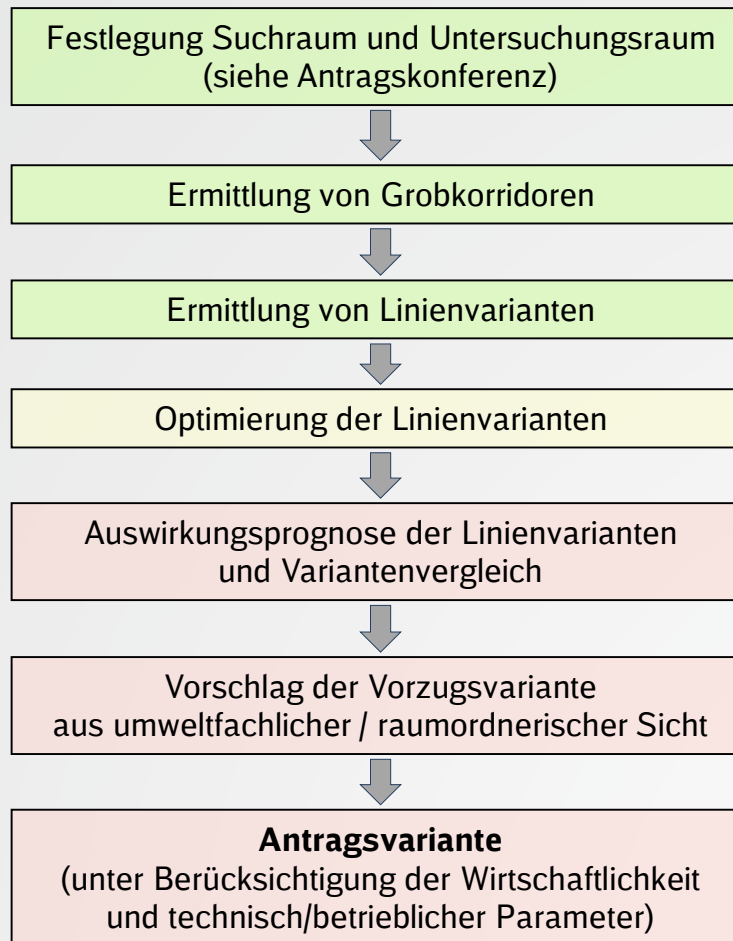 Festlegung Suchraum und Untersuchungsraum
(siehe Antragskonferenz)
Ermittlung von Grobkorridoren
Ermittlung von Linienvarianten
Optimierung der Linienvarianten
Auswirkungsprognose der Linienvarianten
und Variantenvergleich
Vorschlag der Vorzugsvariante
aus umweltfachlicher / raumordnerischer Sicht
Antragsvariante
(unter Berücksichtigung der Wirtschaftlichkeit
und technisch/betrieblicher Parameter)